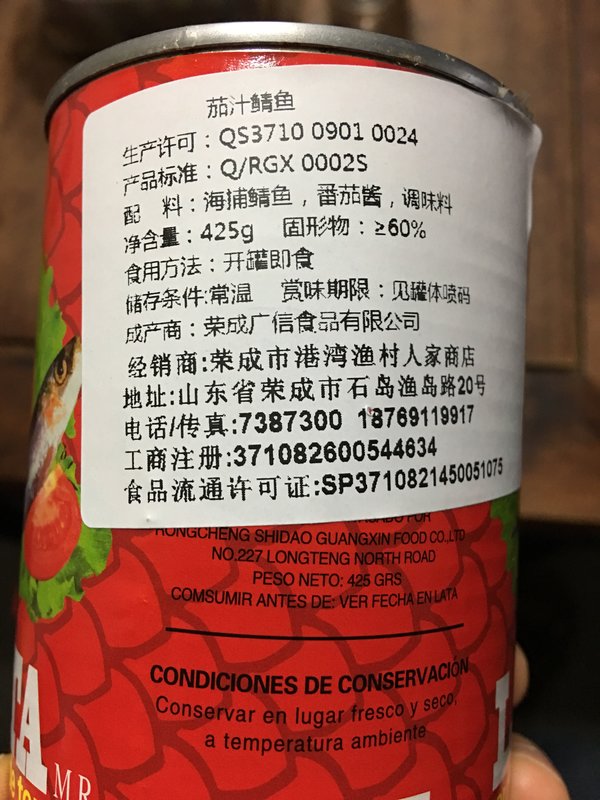 茄汁鲭鱼
生产许可：QS3710 0901 0024
产品标准：Q/RGX 0002S
配 料：海捕鲭鱼，番茄酱，调味料
净含量：425g 固形物：≥60%
食用方法：开罐即食
储存条件:常温 赏味期限：见罐体喷码
成产商：荣成广信食品有限公司
经销商:荣成市港湾渔村人家商店
地址:山东省荣成市石岛渔岛路20号
电话/传真:7387300 18769119917
工商注册:371082600544634
食品流通许可证:SP3710821450051075
RONGCHENG SHIDAO GUANGXIN FOOD CO.,LTD
NO.227 LONGTENG NORTH ROAD
PESO NETO: 425 GRS
COMSUMIR ANTES DE: VER FECHA EN LATA
CONDICIONES DE CONSERVACIÓN
Conservar en lugar fresco y seco,
a temperatura ambiente
TA
MR